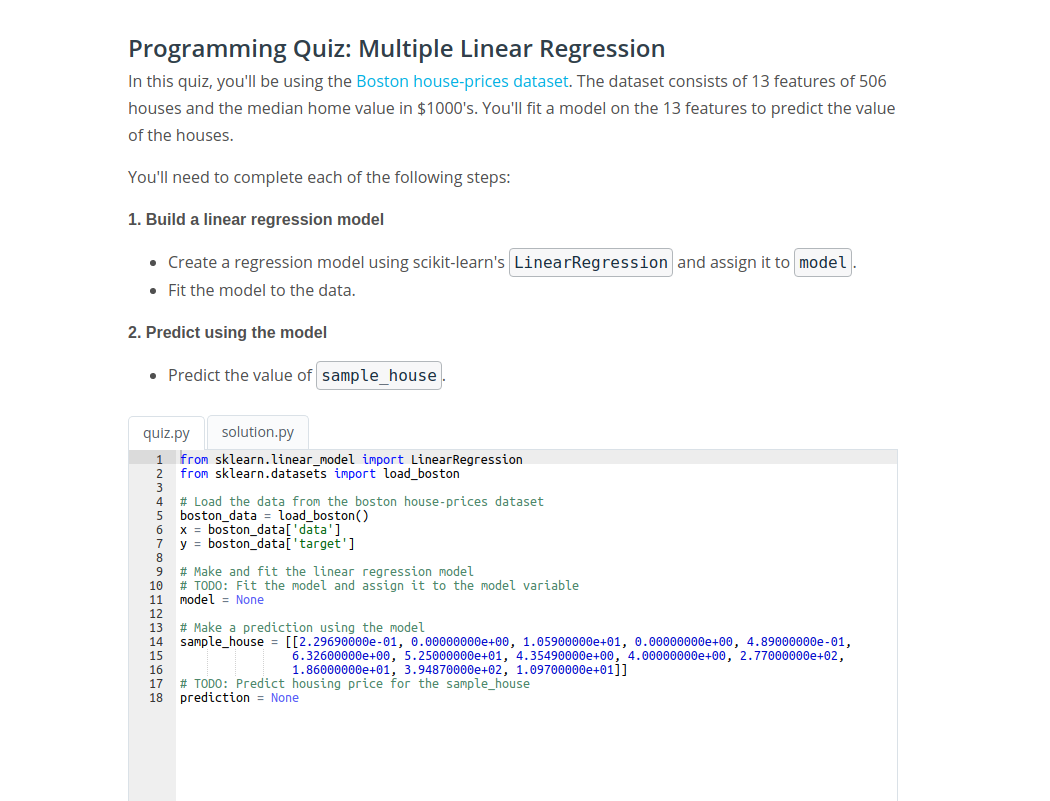 Programming Quiz: Multiple Linear Regression
In this quiz, you'll be using the Boston house-prices dataset. The dataset consists of 13 features of 506
houses and the median home value in $1000's. You'll fit a model on the 13 features to predict the value
of the houses.
You'll need to complete each of the following steps:
1. Build a linear regression model
• Create a regression model using scikit-learn's LinearRegression and assign it to model.
• Fit the model to the data.
2. Predict using the model
• Predict the value of sample_house.
quiz.py solution.py
1 from sklearn.linear_model import LinearRegression
2 from sklearn.datasets import load_boston
3
4 # Load the data from the boston house-prices dataset
5 boston_data = load_boston()
6 x = boston_data['data']
7 y = boston_data['target']
8
9 # Make and fit the linear regression model
10 # TODO: Fit the model and assign it to the model variable
11 model = None
12
13 # Make a prediction using the model
14 sample_house = [[2.29690000e-01, 0.00000000e+00, 1.05900000e+01, 0.00000000e+00, 4.89000000e-01,
15 6.32600000e+00, 5.25000000e+01, 4.35490000e+00, 4.00000000e+00, 2.77000000e+02,
16 1.86000000e+01, 3.94870000e+02, 1.09700000e+01]]
17 # TODO: Predict housing price for the sample_house
18 prediction = None